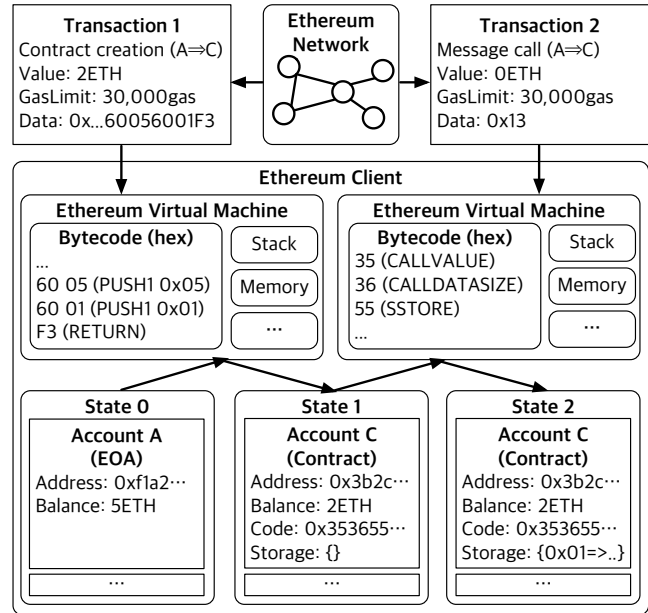 Transaction 1
Contract creation (A⇒C)
Value: 2ETH
GasLimit: 30,000gas
Data: 0x...60056001F3
Ethereum
Network
Transaction 2
Message call (A⇒C)
Value: 0ETH
GasLimit: 30,000gas
Data: 0x13
Ethereum Client
Ethereum Virtual Machine
Bytecode (hex)
...
60 05 (PUSH1 0x05)
60 01 (PUSH1 0x01)
F3 (RETURN)
Stack
Memory
⋯
Ethereum Virtual Machine
Bytecode (hex)
35 (CALLVALUE)
36 (CALLDATASIZE)
55 (SSTORE)
...
Stack
Memory
⋯
State 0
Account A
(EOA)
Address: 0xf1a2⋯
Balance: 5ETH
⋯
State 1
Account C
(Contract)
Address: 0x3b2c⋯
Balance: 2ETH
Code: 0x353655⋯
Storage: {}
⋯
State 2
Account C
(Contract)
Address: 0x3b2c⋯
Balance: 2ETH
Code: 0x353655⋯
Storage: {0x01=>..}
⋯